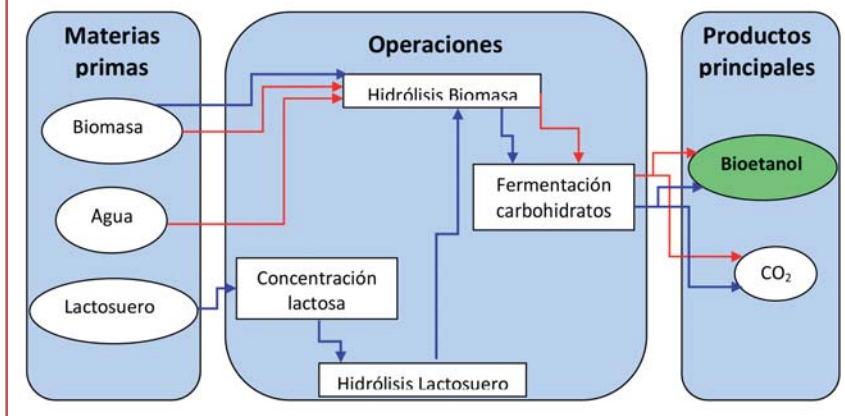 Materias
primas
Operaciones
Productos
principales
Hidrólisis Biomasa
Biomasa
Fermentación
carbohidratos
Bioetanol
Agua
Concentración
lactosa
CO₂
Lactosuero
Hidrólisis Lactosuero